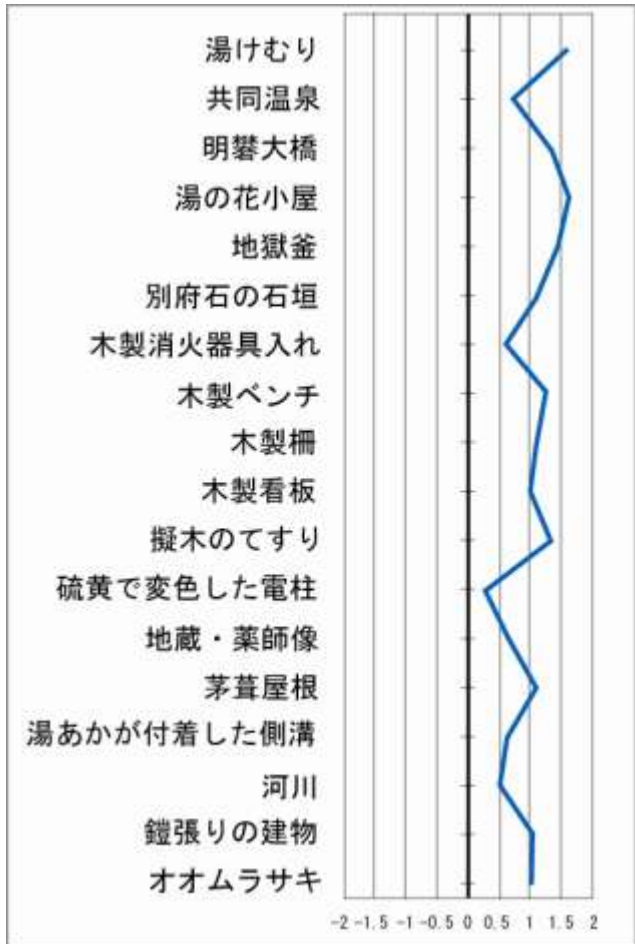 湯けむり
共同温泉
明礬大橋
湯の花小屋
地獄釜
別府石の石垣
木製消火器具入れ
木製ベンチ
木製柵
木製看板
擬木のてすり
硫黄で変色した電柱
地蔵・薬師像
茅葺屋根
湯あかが付着した側溝
河川
鎧張りの建物
オオムラサキ
-2 -1.5 -1 -0.5 0 0.5 1 1.5 2